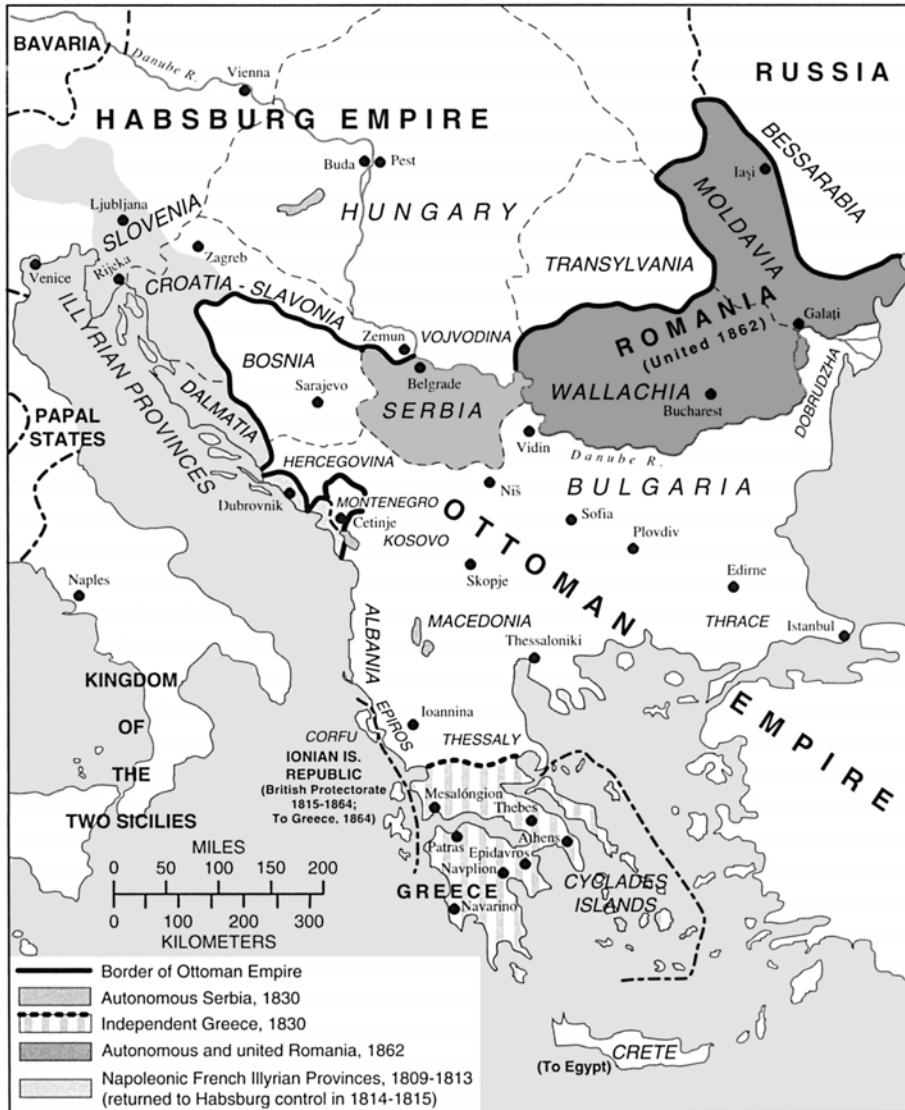 BAVARIA
Danube R.
Vienna
RUSSIA
HABSBURG EMPIRE
BESSARABIA
Buda
Pest
Iaşi
HUNGARY
MOLDAVIA
Ljubljana
SLOVENIA
Zagreb
Venice
Rijeka
TRANSYLVANIA
CROATIA - SLAVONIA
ILLYRIAN PROVINCES
ROMANIA
(United 1862)
Galaţi
Zemun
VOJVODINA
BOSNIA
Belgrade
Sarajevo
SERBIA
WALLACHIA
Bucharest
DOBRUDZHA
DALMATIA
PAPAL
STATES
Vidin
Danube R.
HERCEGOVINA
Dubrovnik
MONTENEGRO
Cetinje
Niš
BULGARIA
KOSOVO
Sofia
Plovdiv
OTTOMAN
Skopje
Edirne
Naples
MACEDONIA
THRACE
Istanbul
ALBANIA
Thessaloniki
KINGDOM
OF
THE
TWO SICILIES
EMPIRE
EPIROS
Ioannina
CORFU
THESSALY
IONIAN IS.
REPUBLIC
(British Protectorate
1815-1864;
To Greece, 1864)
Mesalóngion
Thebes
Athens
Patras
Epidavros
Navplion
GREECE
CYCLADES
ISLANDS
Navarino
MILES
0 50 100 150 200
0 100 200 300
KILOMETERS
Border of Ottoman Empire
Autonomous Serbia, 1830
Independent Greece, 1830
Autonomous and united Romania, 1862
Napoleonic French Illyrian Provinces, 1809-1813
(returned to Habsburg control in 1814-1815)
CRETE
(To Egypt)